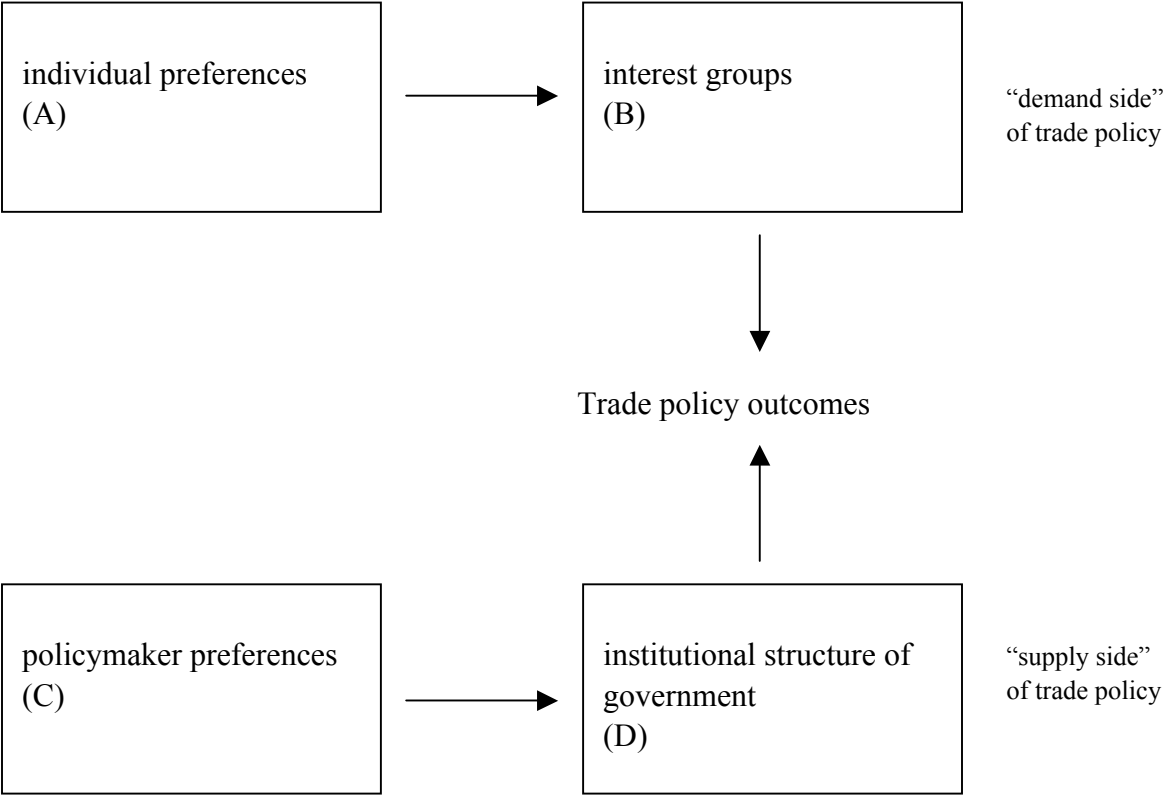 individual preferences
(A)
interest groups
(B)
“demand side”
of trade policy
Trade policy outcomes
policymaker preferences
(C)
institutional structure of
government
(D)
“supply side”
of trade policy